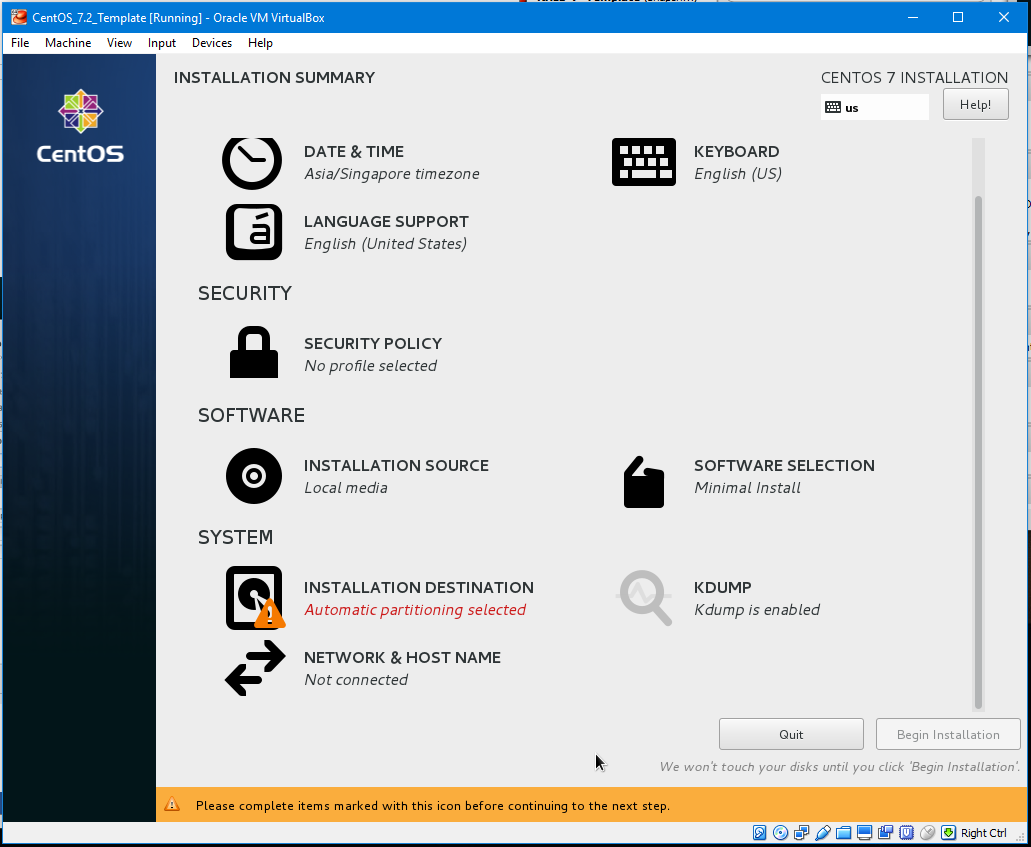 CentOS_7.2_Template [Running] - Oracle VM VirtualBox
File Machine View Input Devices Help
INSTALLATION SUMMARY
CENTOS 7 INSTALLATION
us
Help!
CentOS
DATE & TIME
Asia/Singapore timezone
KEYBOARD
English (US)
LANGUAGE SUPPORT
English (United States)
SECURITY
SECURITY POLICY
No profile selected
SOFTWARE
INSTALLATION SOURCE
Local media
SOFTWARE SELECTION
Minimal Install
SYSTEM
INSTALLATION DESTINATION
Automatic partitioning selected
KDUMP
Kdump is enabled
NETWORK & HOST NAME
Not connected
Quit
Begin Installation
We won't touch your disks until you click 'Begin Installation'.
Please complete items marked with this icon before continuing to the next step.
Right Ctrl